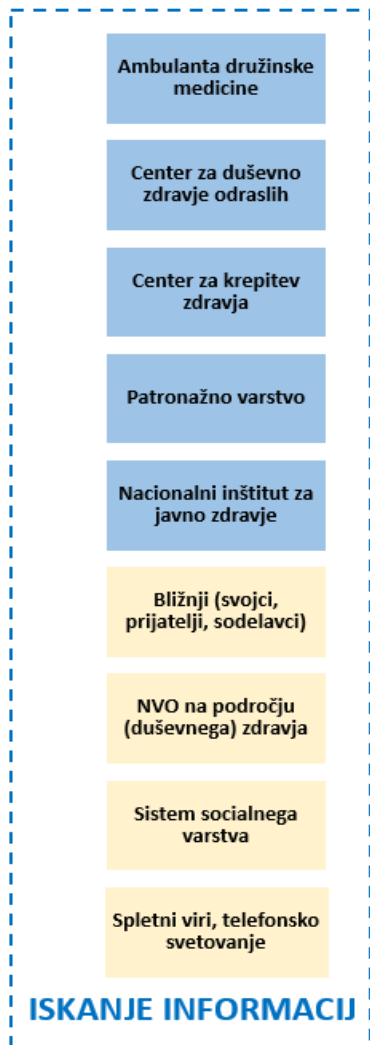 Ambulanta družinske
medicine
Center za duševno
zdravje odraslih
Center za krepitev
zdravja
Patronažno varstvo
Nacionalni inštitut za
javno zdravje
Bližnji (svojci,
prijatelji, sodelavci)
NVO na področju
(duševnega) zdravja
Sistem socialnega
varstva
Spletni viri, telefonsko
svetovanje
ISKANJE INFORMACIJ